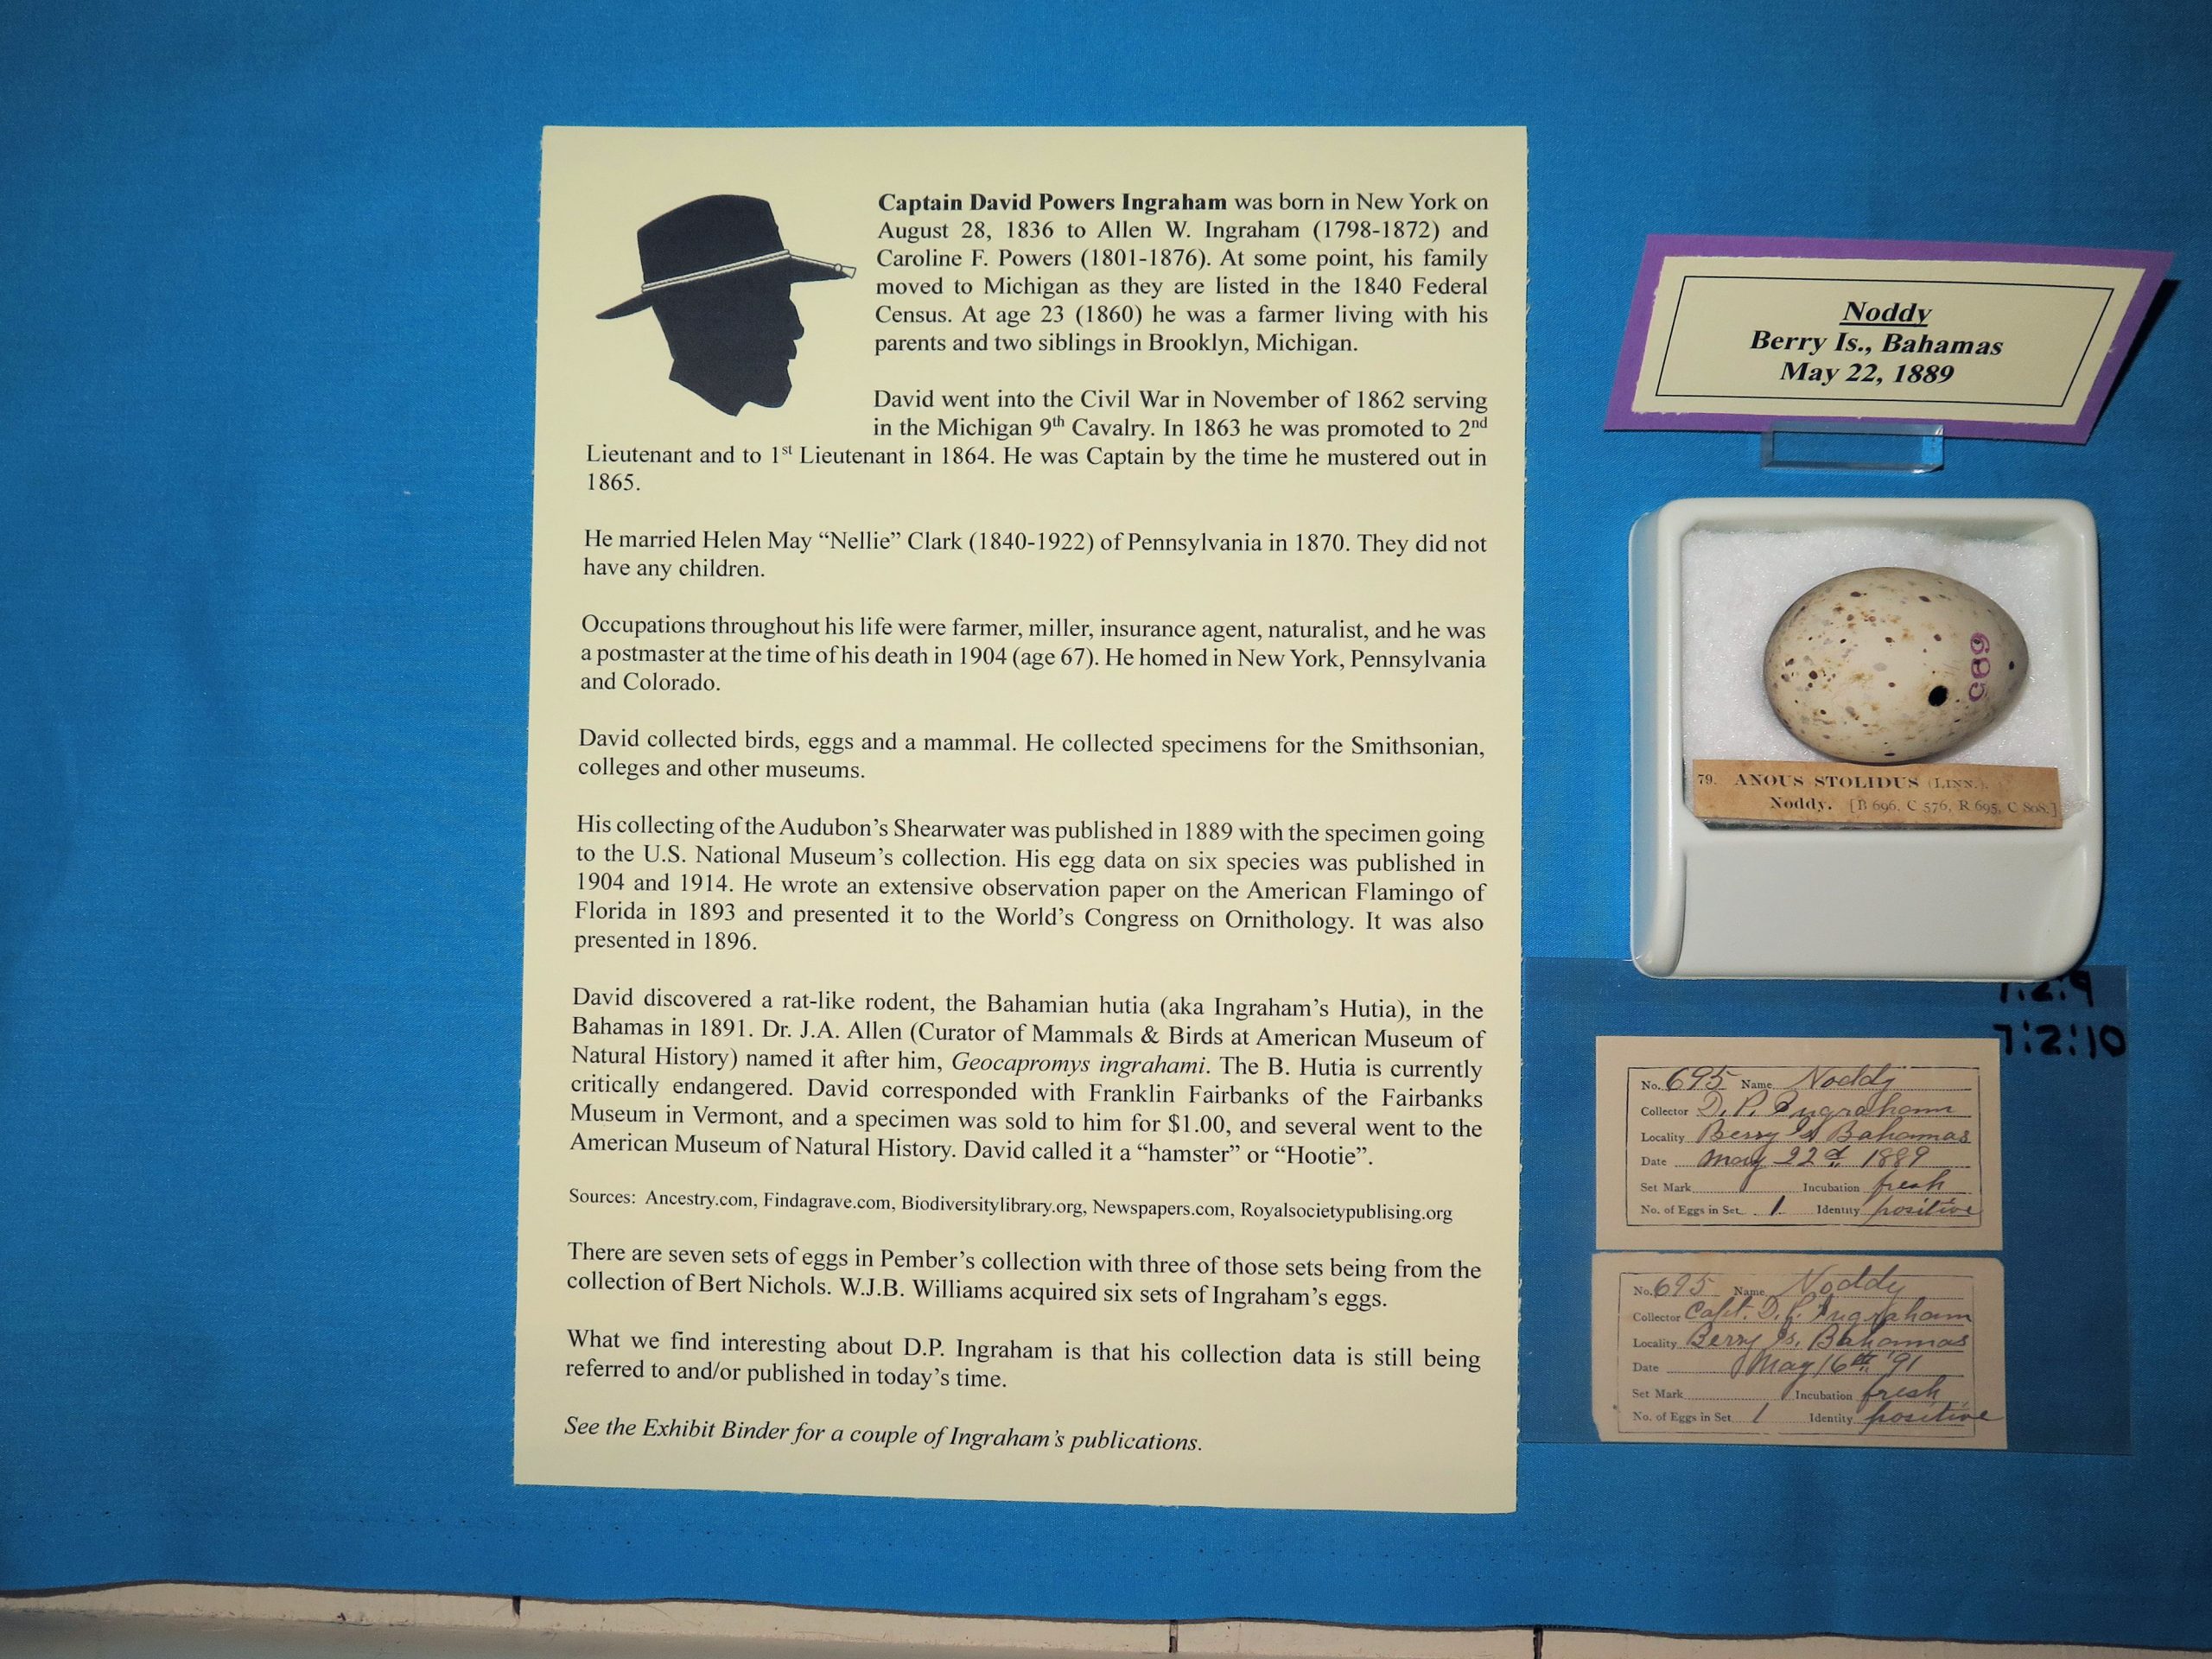 Captain David Powers Ingraham was born in New York on
August 28, 1836 to Allen W. Ingraham (1798-1872) and
Caroline F. Powers (1801-1876). At some point, his family
moved to Michigan as they are listed in the 1840 Federal
Census. At age 23 (1860) he was a farmer living with his
parents and two siblings in Brooklyn, Michigan.
David went into the Civil War in November of 1862 serving
in the Michigan 9th Cavalry. In 1863 he was promoted to 2nd
Lieutenant and to 1st Lieutenant in 1864. He was Captain by the time he mustered out in
1865.
He married Helen May “Nellie” Clark (1840-1922) of Pennsylvania in 1870. They did not
have any children.
Occupations throughout his life were farmer, miller, insurance agent, naturalist, and he was
a postmaster at the time of his death in 1904 (age 67). He homed in New York, Pennsylvania
and Colorado.
David collected birds, eggs and a mammal. He collected specimens for the Smithsonian,
colleges and other museums.
His collecting of the Audubon’s Shearwater was published in 1889 with the specimen going
to the U.S. National Museum’s collection. His egg data on six species was published in
1904 and 1914. He wrote an extensive observation paper on the American Flamingo of
Florida in 1893 and presented it to the World’s Congress on Ornithology. It was also
presented in 1896.
David discovered a rat-like rodent, the Bahamian hutia (aka Ingraham’s Hutia), in the
Bahamas in 1891. Dr. J.A. Allen (Curator of Mammals & Birds at American Museum of
Natural History) named it after him, Geocapromys ingrahami. The B. Hutia is currently
critically endangered. David corresponded with Franklin Fairbanks of the Fairbanks
Museum in Vermont, and a specimen was sold to him for $1.00, and several went to the
American Museum of Natural History. David called it a “hamster” or “Hootie”.
Sources: Ancestry.com, Findagrave.com, Biodiversitylibrary.org, Newspapers.com, Royalsocietypublising.org
There are seven sets of eggs in Pember’s collection with three of those sets being from the
collection of Bert Nichols. W.J.B. Williams acquired six sets of Ingraham’s eggs.
What we find interesting about D.P. Ingraham is that his collection data is still being
referred to and/or published in today’s time.
See the Exhibit Binder for a couple of Ingraham’s publications.
Noddy
Berry Is., Bahamas
May 22, 1889
79. ANOUS STOLIDUS (LINN.).
Noddy. [B 696, C 576, R 695, C 808.]
7:2:9
7:2:10
No. 695 Name Noddy
Collector D. P. Ingraham
Locality Berry Is Bahamas
Date May 22d 1889
Set Mark Incubation fresh
No. of Eggs in Set 1 Identity positive
No. 695 Name Noddy
Collector Capt. D. P. Ingraham
Locality Berry Is. Bahamas
Date May 16th '91
Set Mark Incubation fresh
No. of Eggs in Set 1 Identity positive